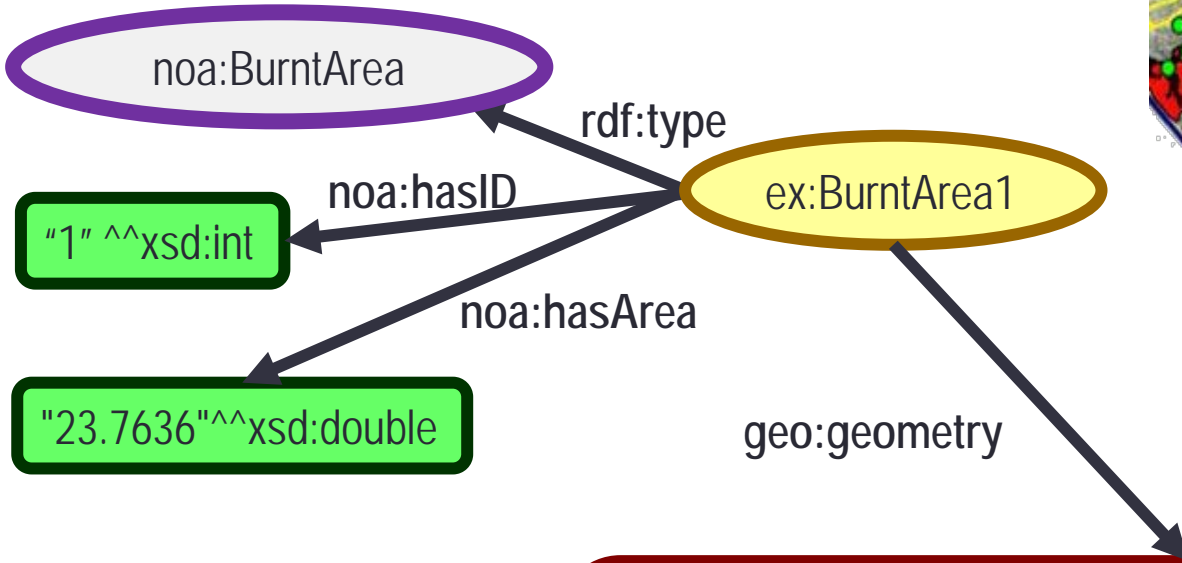 noa:BurntArea
rdf:type
noa:hasID
ex:BurntArea1
“1” ^^xsd:int
noa:hasArea
"23.7636"^^xsd:double
geo:geometry